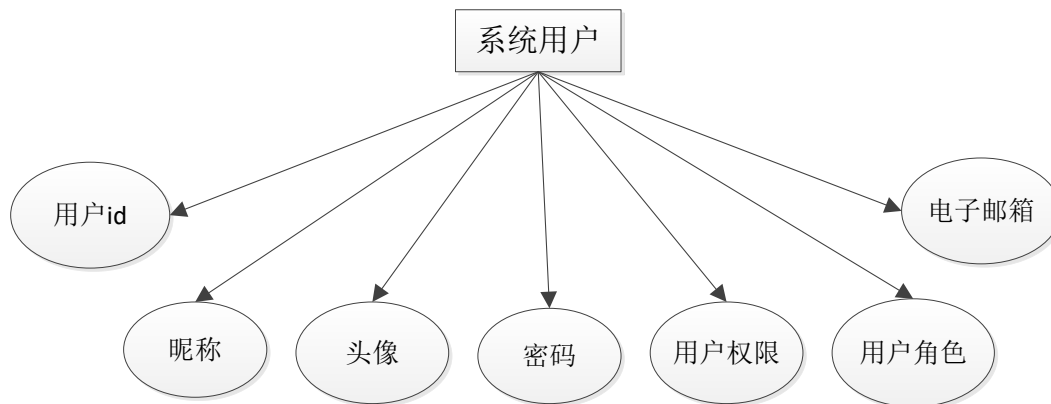 系统用户
用户id
电子邮箱
昵称
头像
密码
用户权限
用户角色